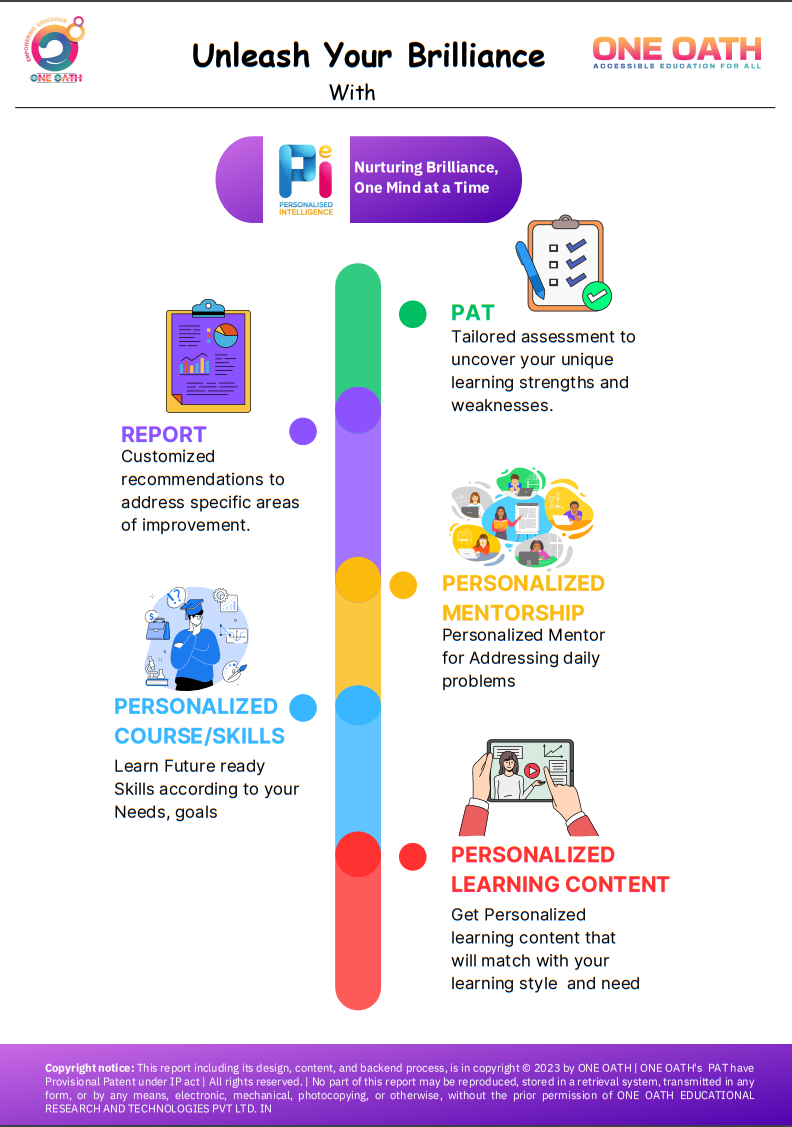 EMPOWERING EDUCATION
ONE OATH
Unleash Your Brilliance
With
ONE OATH
ACCESSIBLE EDUCATION FOR ALL
Pei
PERSONALISED
INTELLIGENCE
Nurturing Brilliance,
One Mind at a Time
PAT
Tailored assessment to
uncover your unique
learning strengths and
weaknesses.
REPORT
Customized
recommendations to
address specific areas
of improvement.
PERSONALIZED
MENTORSHIP
Personalized Mentor
for Addressing daily
problems
!?
$
PERSONALIZED
COURSE/SKILLS
Learn Future ready
Skills according to your
Needs, goals
PERSONALIZED
LEARNING CONTENT
Get Personalized
learning content that
will match with your
learning style  and need
Copyright notice: This report including its design, content, and backend process, is in copyright © 2023 by ONE OATH | ONE OATH's PAT have
Provisional Patent under IP act | All rights reserved. | No part of this report may be reproduced, stored in a retrieval system, transmitted in any
form, or by any means, electronic, mechanical, photocopying, or otherwise, without the prior permission of ONE OATH EDUCATIONAL
RESEARCH AND TECHNOLOGIES PVT LTD. IN